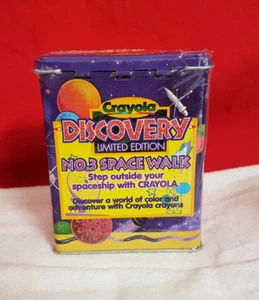 Crayola
DISCOVERY
LIMITED EDITION
NO.3 SPACE WALK
Step outside your
spaceship with CRAYOLA.
Discover a world of color and
adventure with Crayola crayons